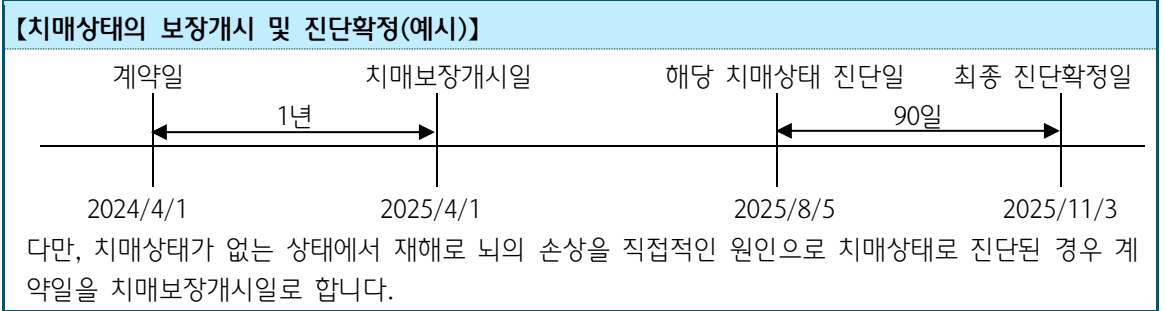 【치매상태의 보장개시 및 진단확정(예시)】
계약일 치매보장개시일 해당 치매상태 진단일 최종 진단확정일
1년 90일
2024/4/1 2025/4/1 2025/8/5 2025/11/3
다만, 치매상태가 없는 상태에서 재해로 뇌의 손상을 직접적인 원인으로 치매상태로 진단된 경우 계
약일을 치매보장개시일로 합니다.